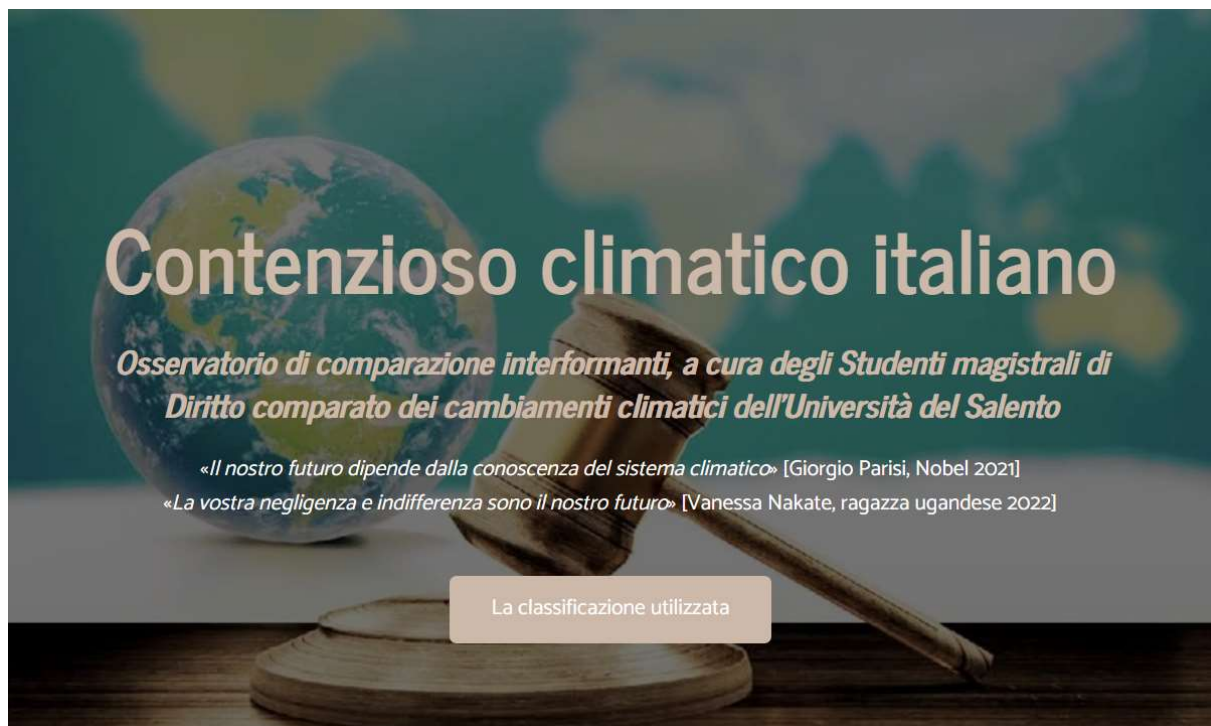 Contenzioso climatico italiano
Osservatorio di comparazione interformanti, a cura degli Studenti magistrali di
Diritto comparato dei cambiamenti climatici dell'Università del Salento
«Il nostro futuro dipende dalla conoscenza del sistema climatico» [Giorgio Parisi, Nobel 2021]
«La vostra negligenza e indifferenza sono il nostro futuro» [Vanessa Nakate, ragazza ugandese 2022]
La classificazione utilizzata